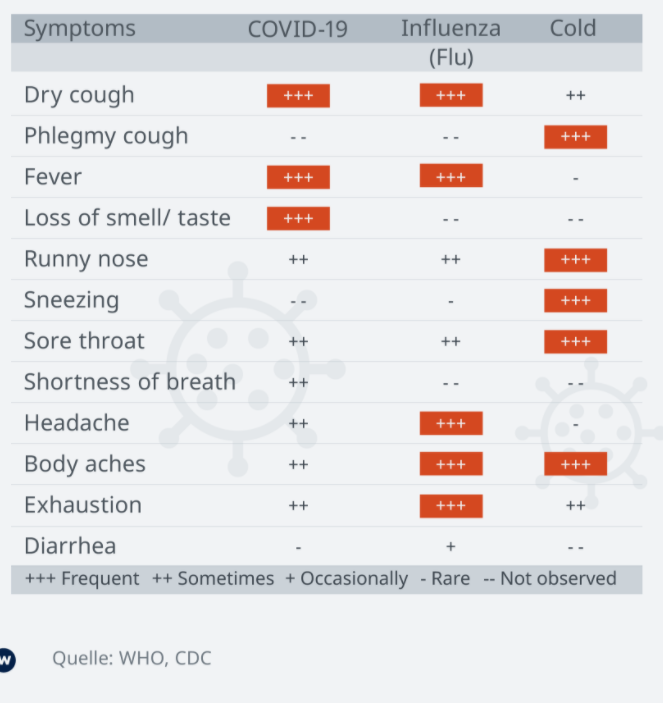 Symptoms COVID-19 Influenza Cold
(Flu)
Dry cough +++ +++ ++
Phlegmy cough -- -- +++
Fever +++ +++ -
Loss of smell/ taste +++ -- --
Runny nose ++ ++ +++
Sneezing -- - +++
Sore throat ++ ++ +++
Shortness of breath ++ -- --
Headache ++ +++ -
Body aches ++ +++ +++
Exhaustion ++ +++ ++
Diarrhea - + --
+++ Frequent ++ Sometimes + Occasionally - Rare -- Not observed
W Quelle: WHO, CDC